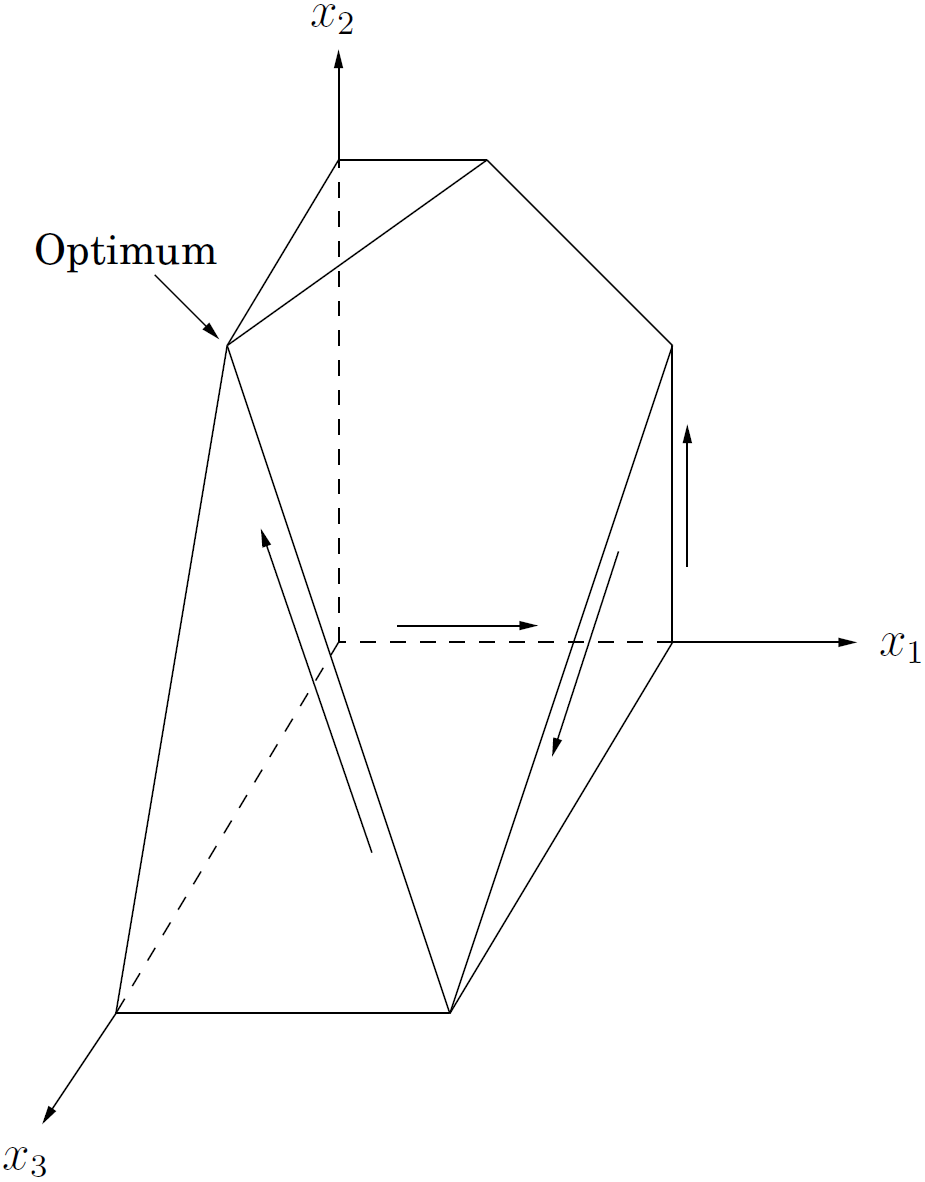 x₂
Optimum
x₁
x₃